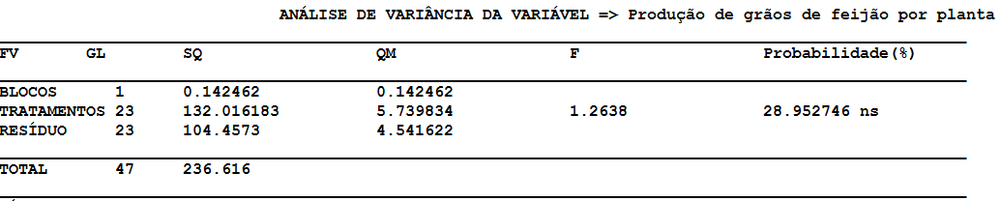 ANÁLISE DE VARIÂNCIA DA VARIÁVEL => Produção de grãos de feijão por planta
FV GL SQ QM F Probabilidade(%)
BLOCOS 1 0.142462 0.142462
TRATAMENTOS 23 132.016183 5.739834 1.2638 28.952746 ns
RESÍDUO 23 104.4573 4.541622
TOTAL 47 236.616